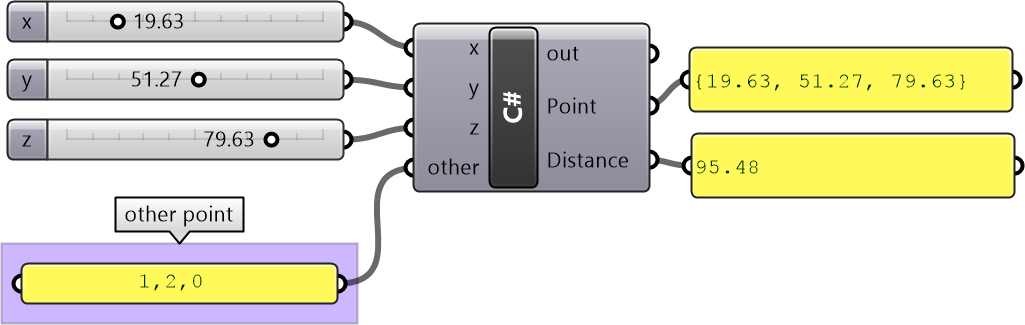 x 19.63
y 51.27
z 79.63
other point
1,2,0
x
y
z
other
C#
out
Point
Distance
{19.63, 51.27, 79.63}
95.48